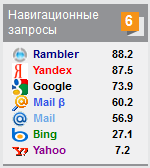 Навигационные
запросы
6
Rambler 88.2
Yandex 87.5
Google 73.9
Mail β 60.2
Mail 56.9
Bing 27.1
Yahoo 7.2